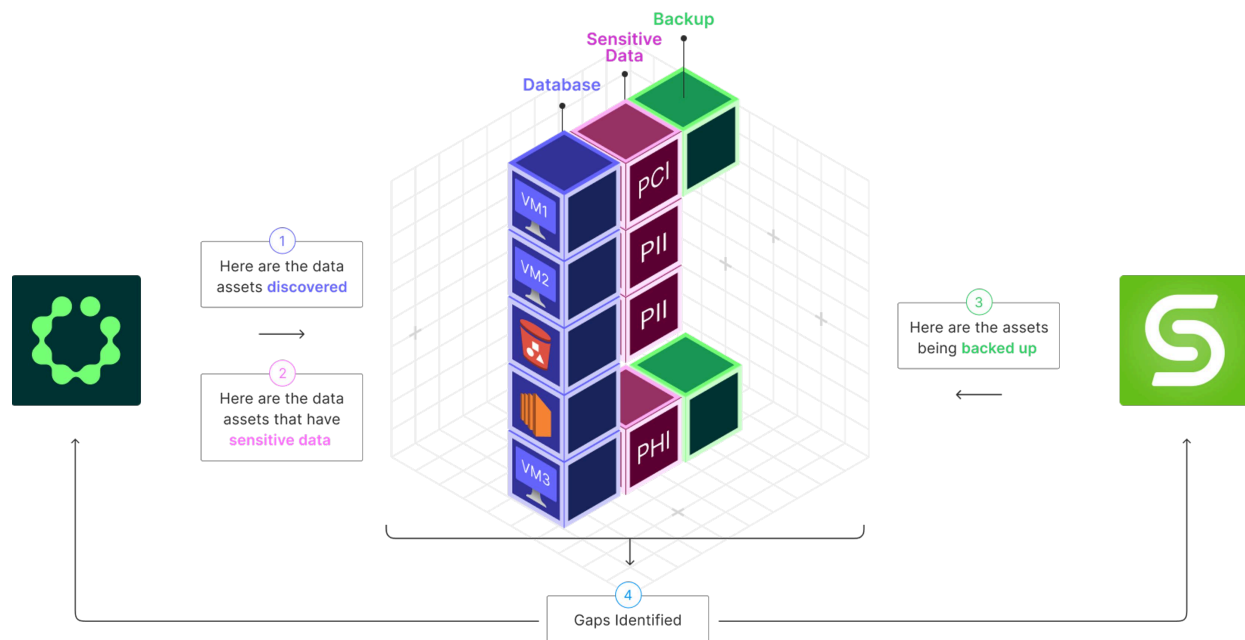 Backup
Sensitive
Data
Database
VM1
VM2
VM3
PCI
PII
PII
PHI
1
Here are the data
assets discovered
2
Here are the data
assets that have
sensitive data
3
Here are the assets
being backed up
4
Gaps Identified